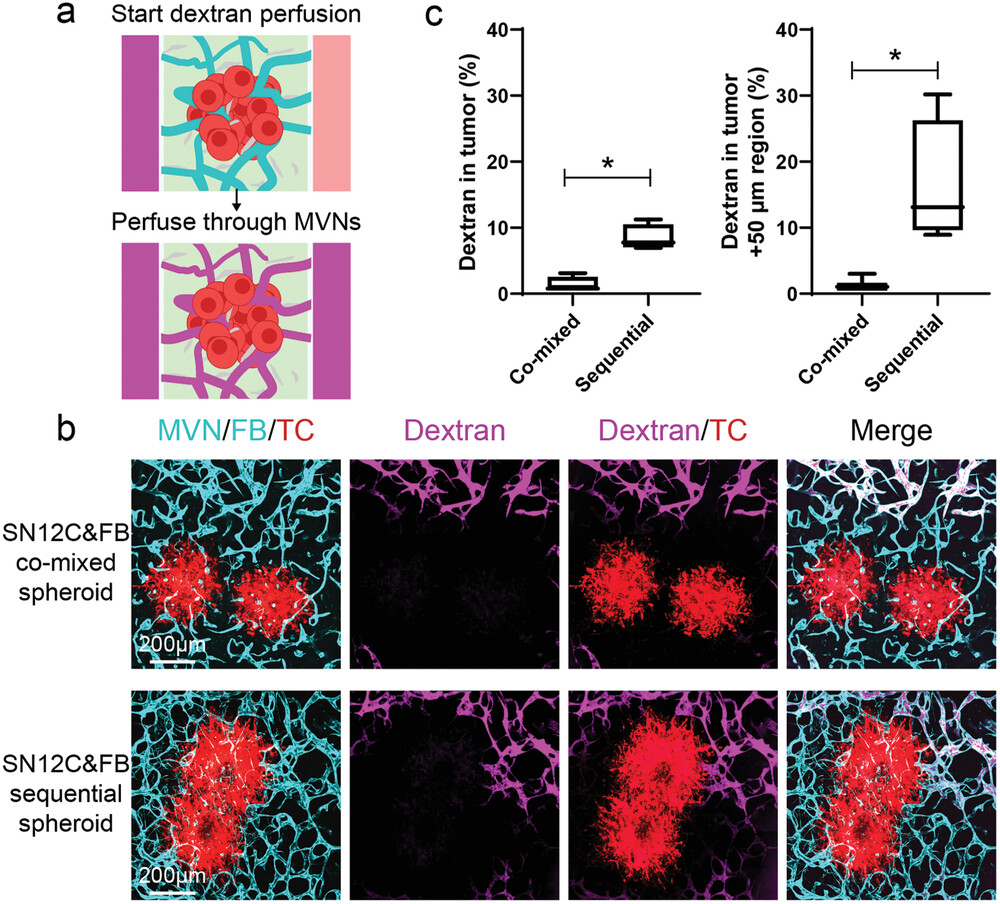 a
Start dextran perfusion
Perfuse through MVNs
c
Dextran in tumor (%)
40
30
20
10
0
*
Co-mixed
Sequential
Dextran in tumor
+50 μm region (%)
40
30
20
10
0
*
Co-mixed
Sequential
b
MVN/FB/TC
Dextran
Dextran/TC
Merge
SN12C&FB
co-mixed
spheroid
200μm
SN12C&FB
sequential
spheroid
200μm